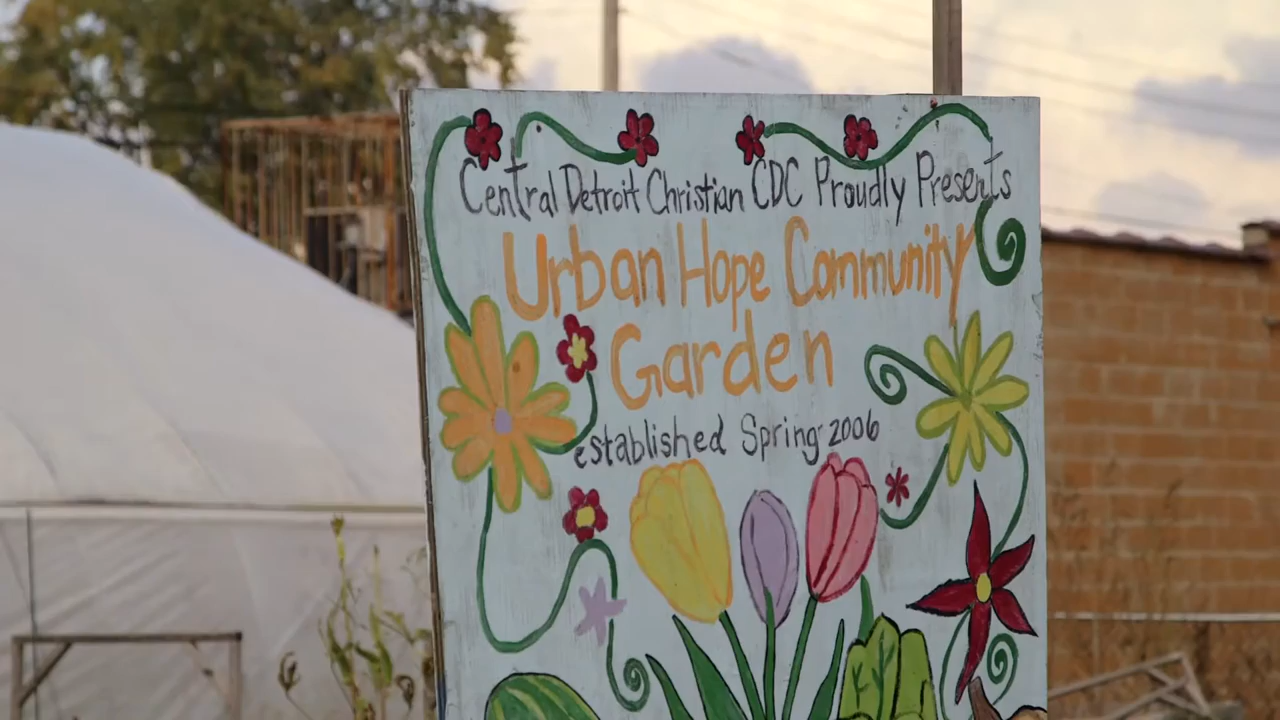 Central Detroit Christian CDC Proudly Presents
Urban Hope Community
Garden
established Spring 2006